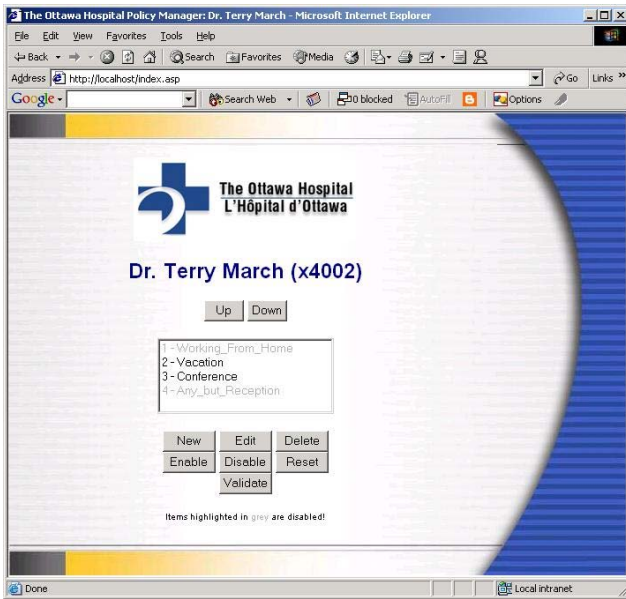 The Ottawa Hospital Policy Manager: Dr. Terry March - Microsoft Internet Explorer
File Edit View Favorites Tools Help
Back Search Favorites Media
Address http://localhost/index.asp Go Links »
Google Search Web 0 blocked AutoFill Options
The Ottawa Hospital
L'Hôpital d'Ottawa
Dr. Terry March (x4002)
Up Down
1 - Working_From_Home
2 - Vacation
3 - Conference
4 - Any_but_Reception
New Edit Delete
Enable Disable Reset
Validate
Items highlighted in grey are disabled!
Done Local intranet